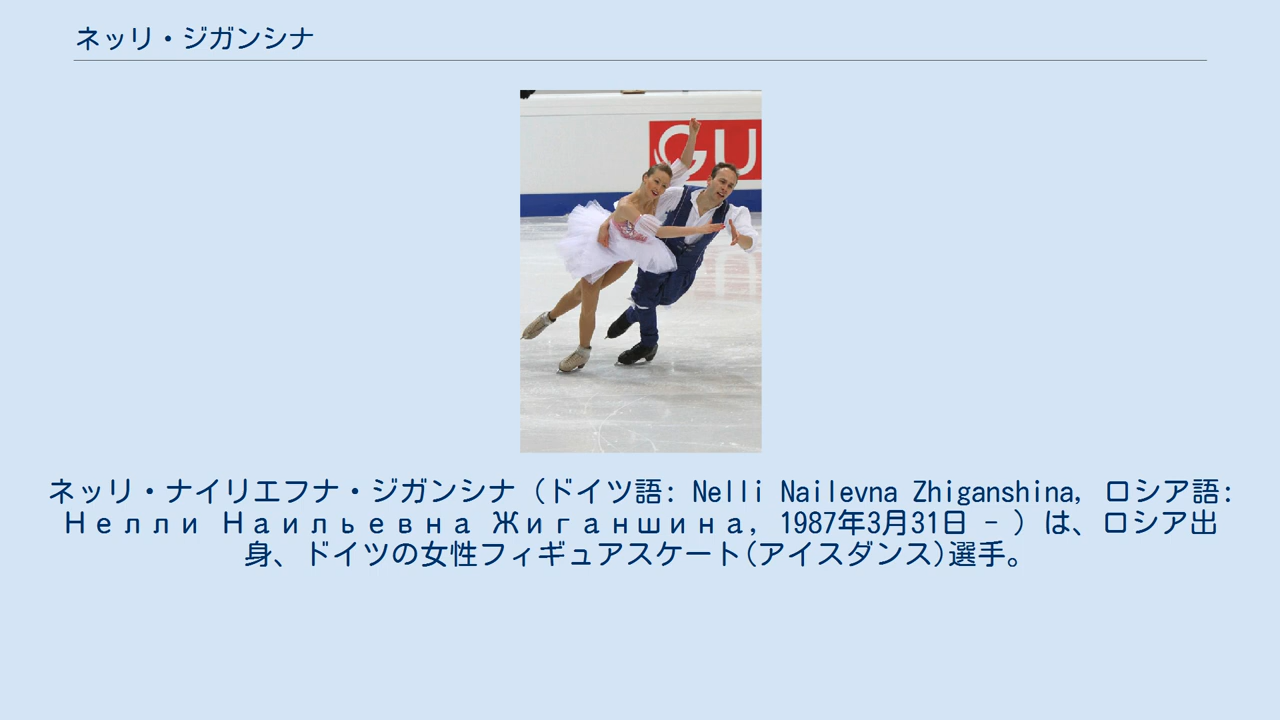 ネッリ・ジガンシナ
GU
ネッリ・ナイリエフナ・ジガンシナ（ドイツ語: Nelli Nailevna Zhiganshina, ロシア語:
Нелли Наильевна Жиганшина, 1987年3月31日 - ）は、ロシア出
身、ドイツの女性フィギュアスケート(アイスダンス)選手。